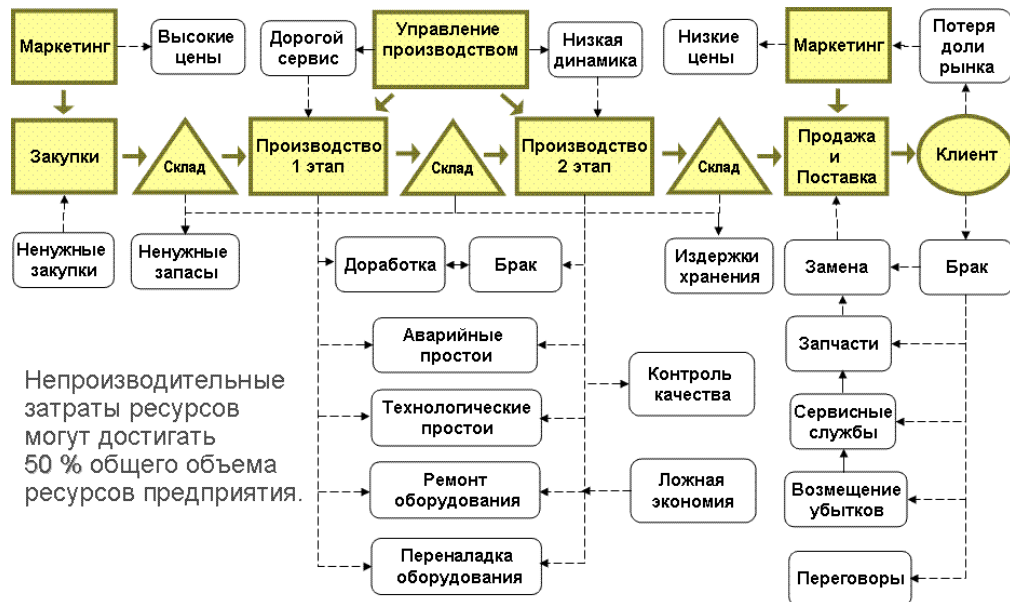 Маркетинг
Высокие
цены
Дорогой
сервис
Управление
производством
Низкая
динамика
Низкие
цены
Маркетинг
Потеря
доли
рынка
Закупки
Склад
Производство
1 этап
Склад
Производство
2 этап
Склад
Продажа
и
Поставка
Клиент
Ненужные
закупки
Ненужные
запасы
Доработка
Брак
Издержки
хранения
Замена
Брак
Аварийные
простои
Контроль
качества
Запчасти
Непроизводительные
затраты ресурсов
могут достигать
50 % общего объема
ресурсов предприятия.
Технологические
простои
Сервисные
службы
Ремонт
оборудования
Ложная
экономия
Возмещение
убытков
Переналадка
оборудования
Переговоры